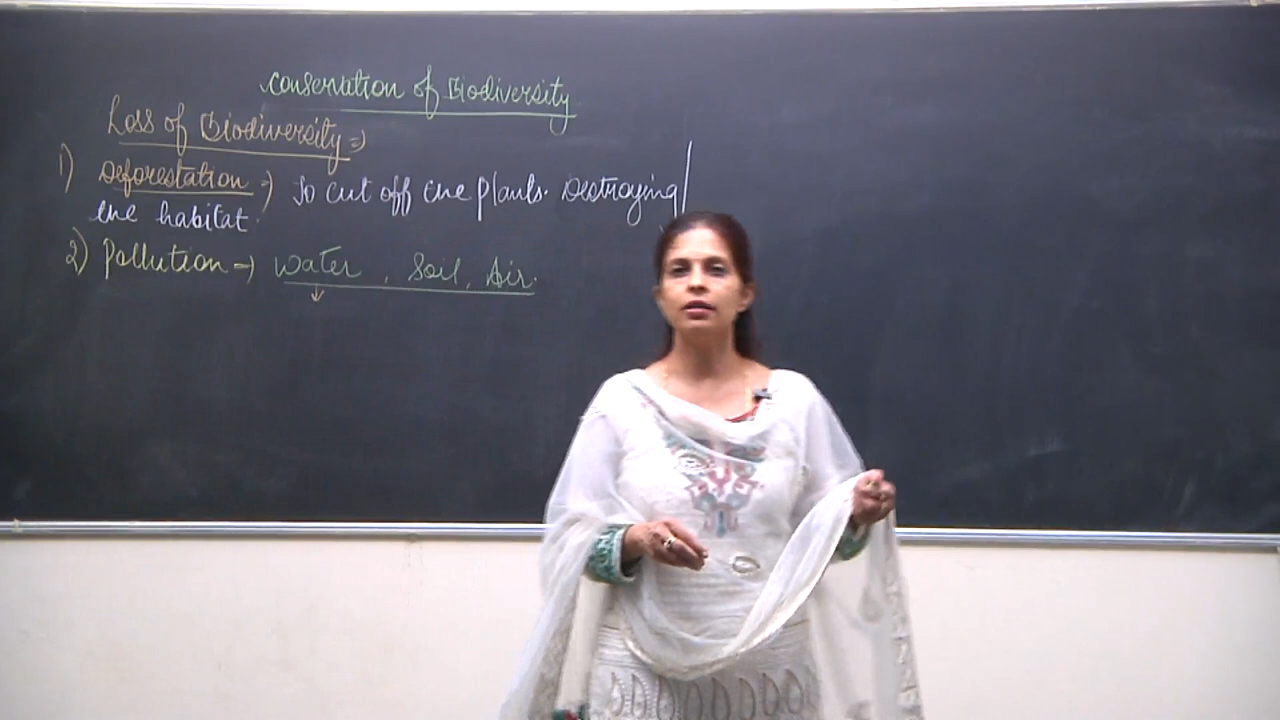 Conservation of Biodiversity
Loss of Biodiversity ⇒
1) Deforestation ⇒ To cut off the plants. Destroying
the habitat.
2) Pollution ⇒ Water, Soil, Air.